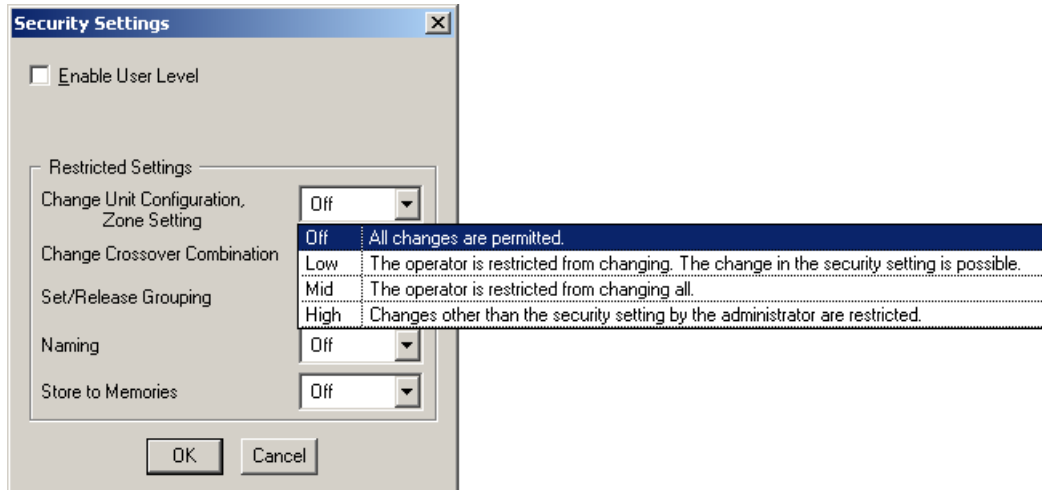 Security Settings
Enable User Level
Restricted Settings
Change Unit Configuration,
Zone Setting
Off
Off All changes are permitted.
Change Crossover Combination
Low The operator is restricted from changing. The change in the security setting is possible.
Mid The operator is restricted from changing all.
Set/Release Grouping
High Changes other than the security setting by the administrator are restricted.
Naming
Off
Store to Memories
Off
OK
Cancel